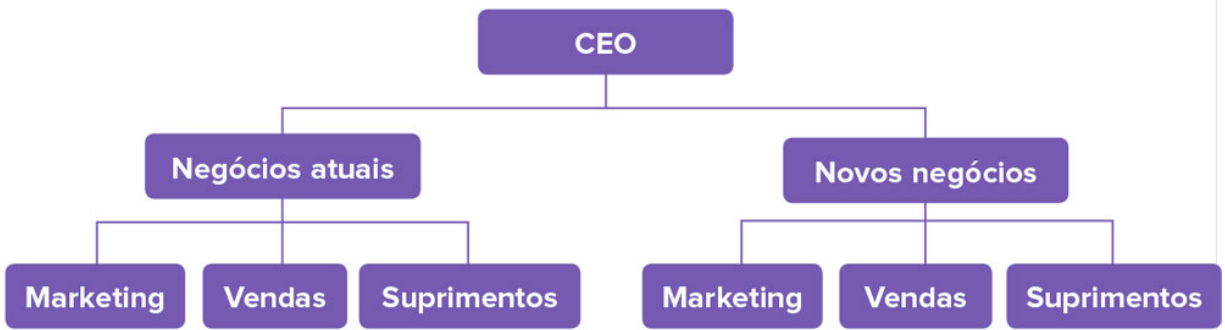 CEO
Negócios atuais
Novos negócios
Marketing
Vendas
Suprimentos
Marketing
Vendas
Suprimentos